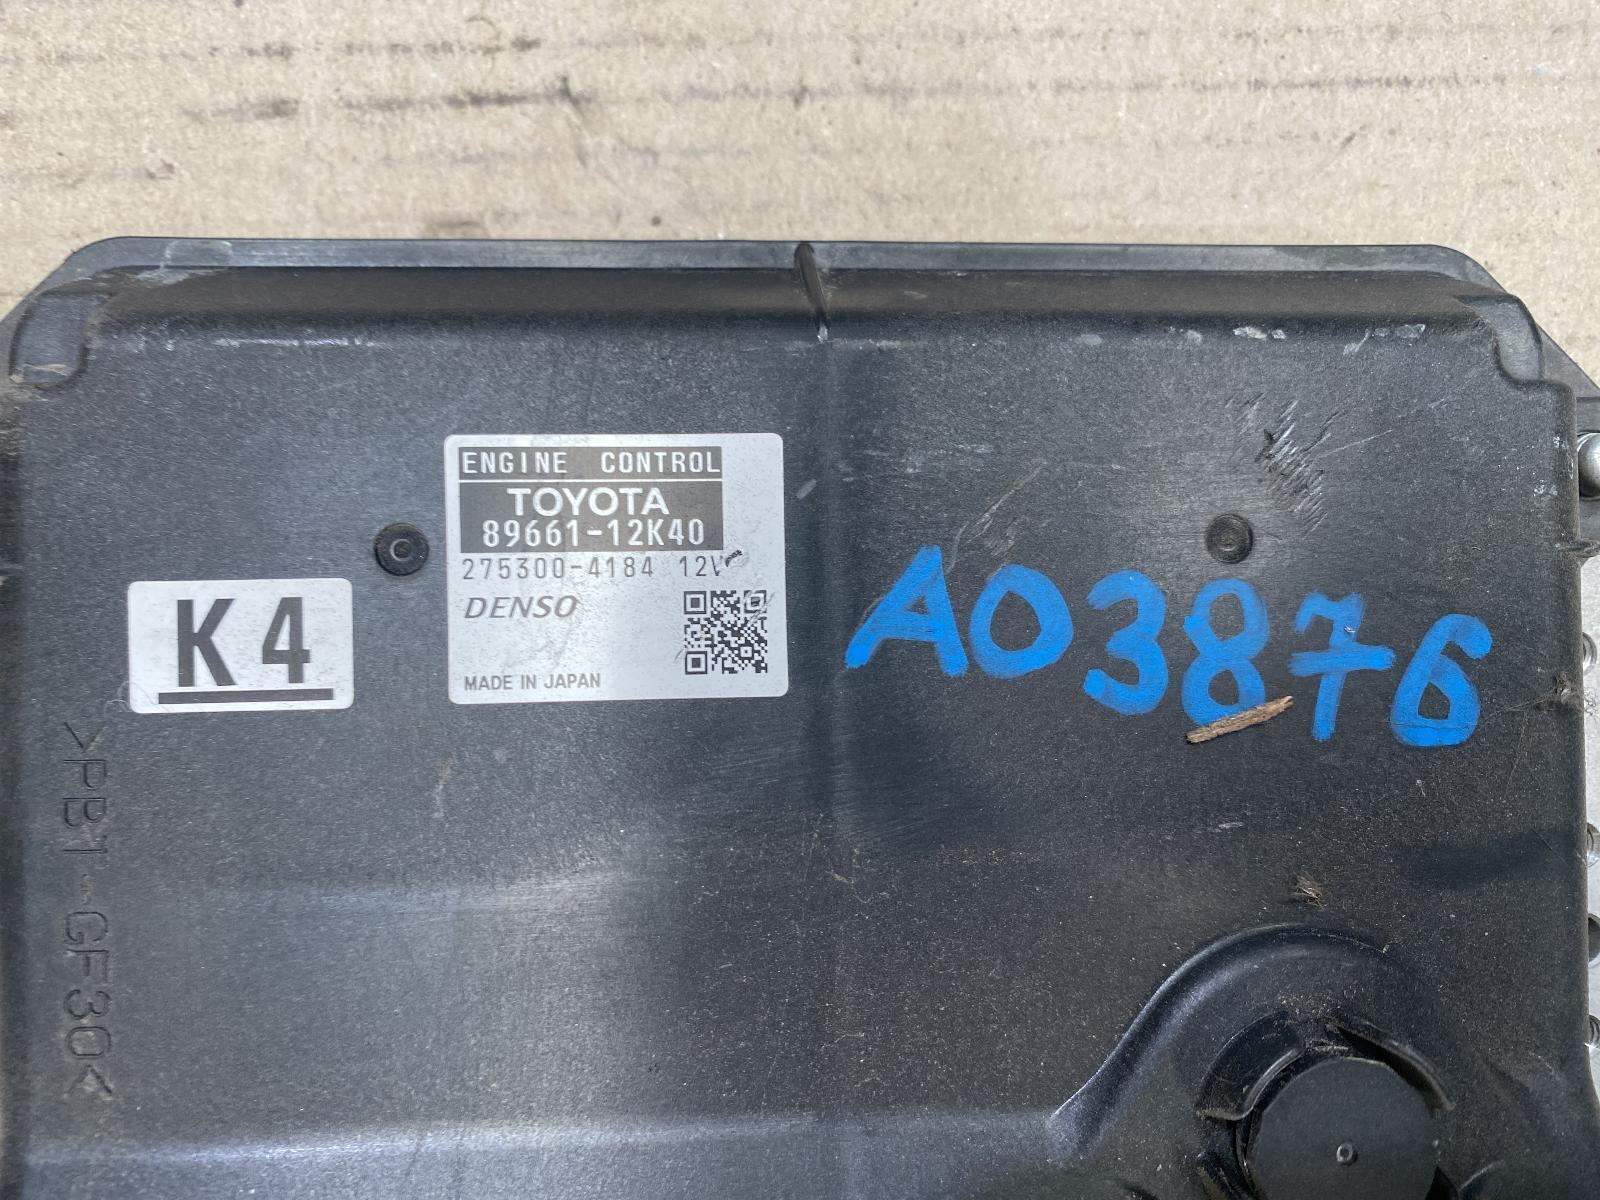 ENGINE CONTROL
TOYOTA
89661-12K40
275300-4184 12V
DENSO
MADE IN JAPAN
K4
A03876
>PBT-GF30<